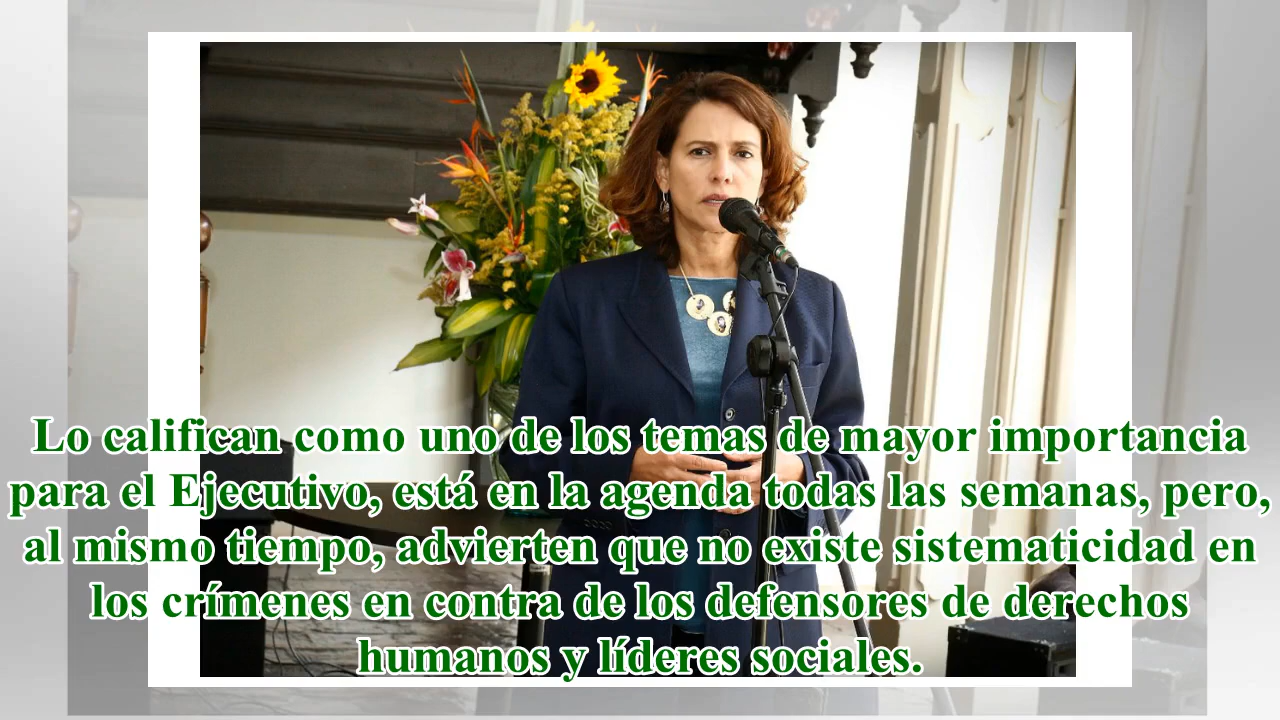 Lo califican como uno de los temas de mayor importancia
para el Ejecutivo, está en la agenda todas las semanas, pero,
al mismo tiempo, advierten que no existe sistematicidad en
los crímenes en contra de los defensores de derechos
humanos y líderes sociales.